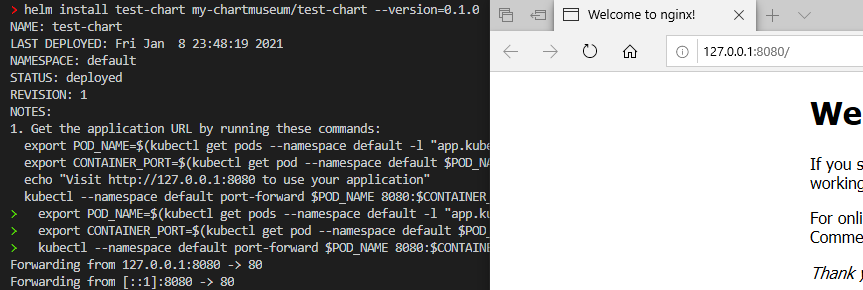 > helm install test-chart my-chartmuseum/test-chart --version=0.1.0
NAME: test-chart
LAST DEPLOYED: Fri Jan  8 23:48:19 2021
NAMESPACE: default
STATUS: deployed
REVISION: 1
NOTES:
1. Get the application URL by running these commands:
  export POD_NAME=$(kubectl get pods --namespace default -l "app.kube
  export CONTAINER_PORT=$(kubectl get pod --namespace default $POD_NA
  echo "Visit http://127.0.0.1:8080 to use your application"
  kubectl --namespace default port-forward $POD_NAME 8080:$CONTAINER_
>   export POD_NAME=$(kubectl get pods --namespace default -l "app.ku
>   export CONTAINER_PORT=$(kubectl get pod --namespace default $POD_
>   kubectl --namespace default port-forward $POD_NAME 8080:$CONTAINE
Forwarding from 127.0.0.1:8080 -> 80
Forwarding from [::1]:8080 -> 80
Welcome to nginx!
127.0.0.1:8080/
We
If you s
working
For onli
Comme
Thank y